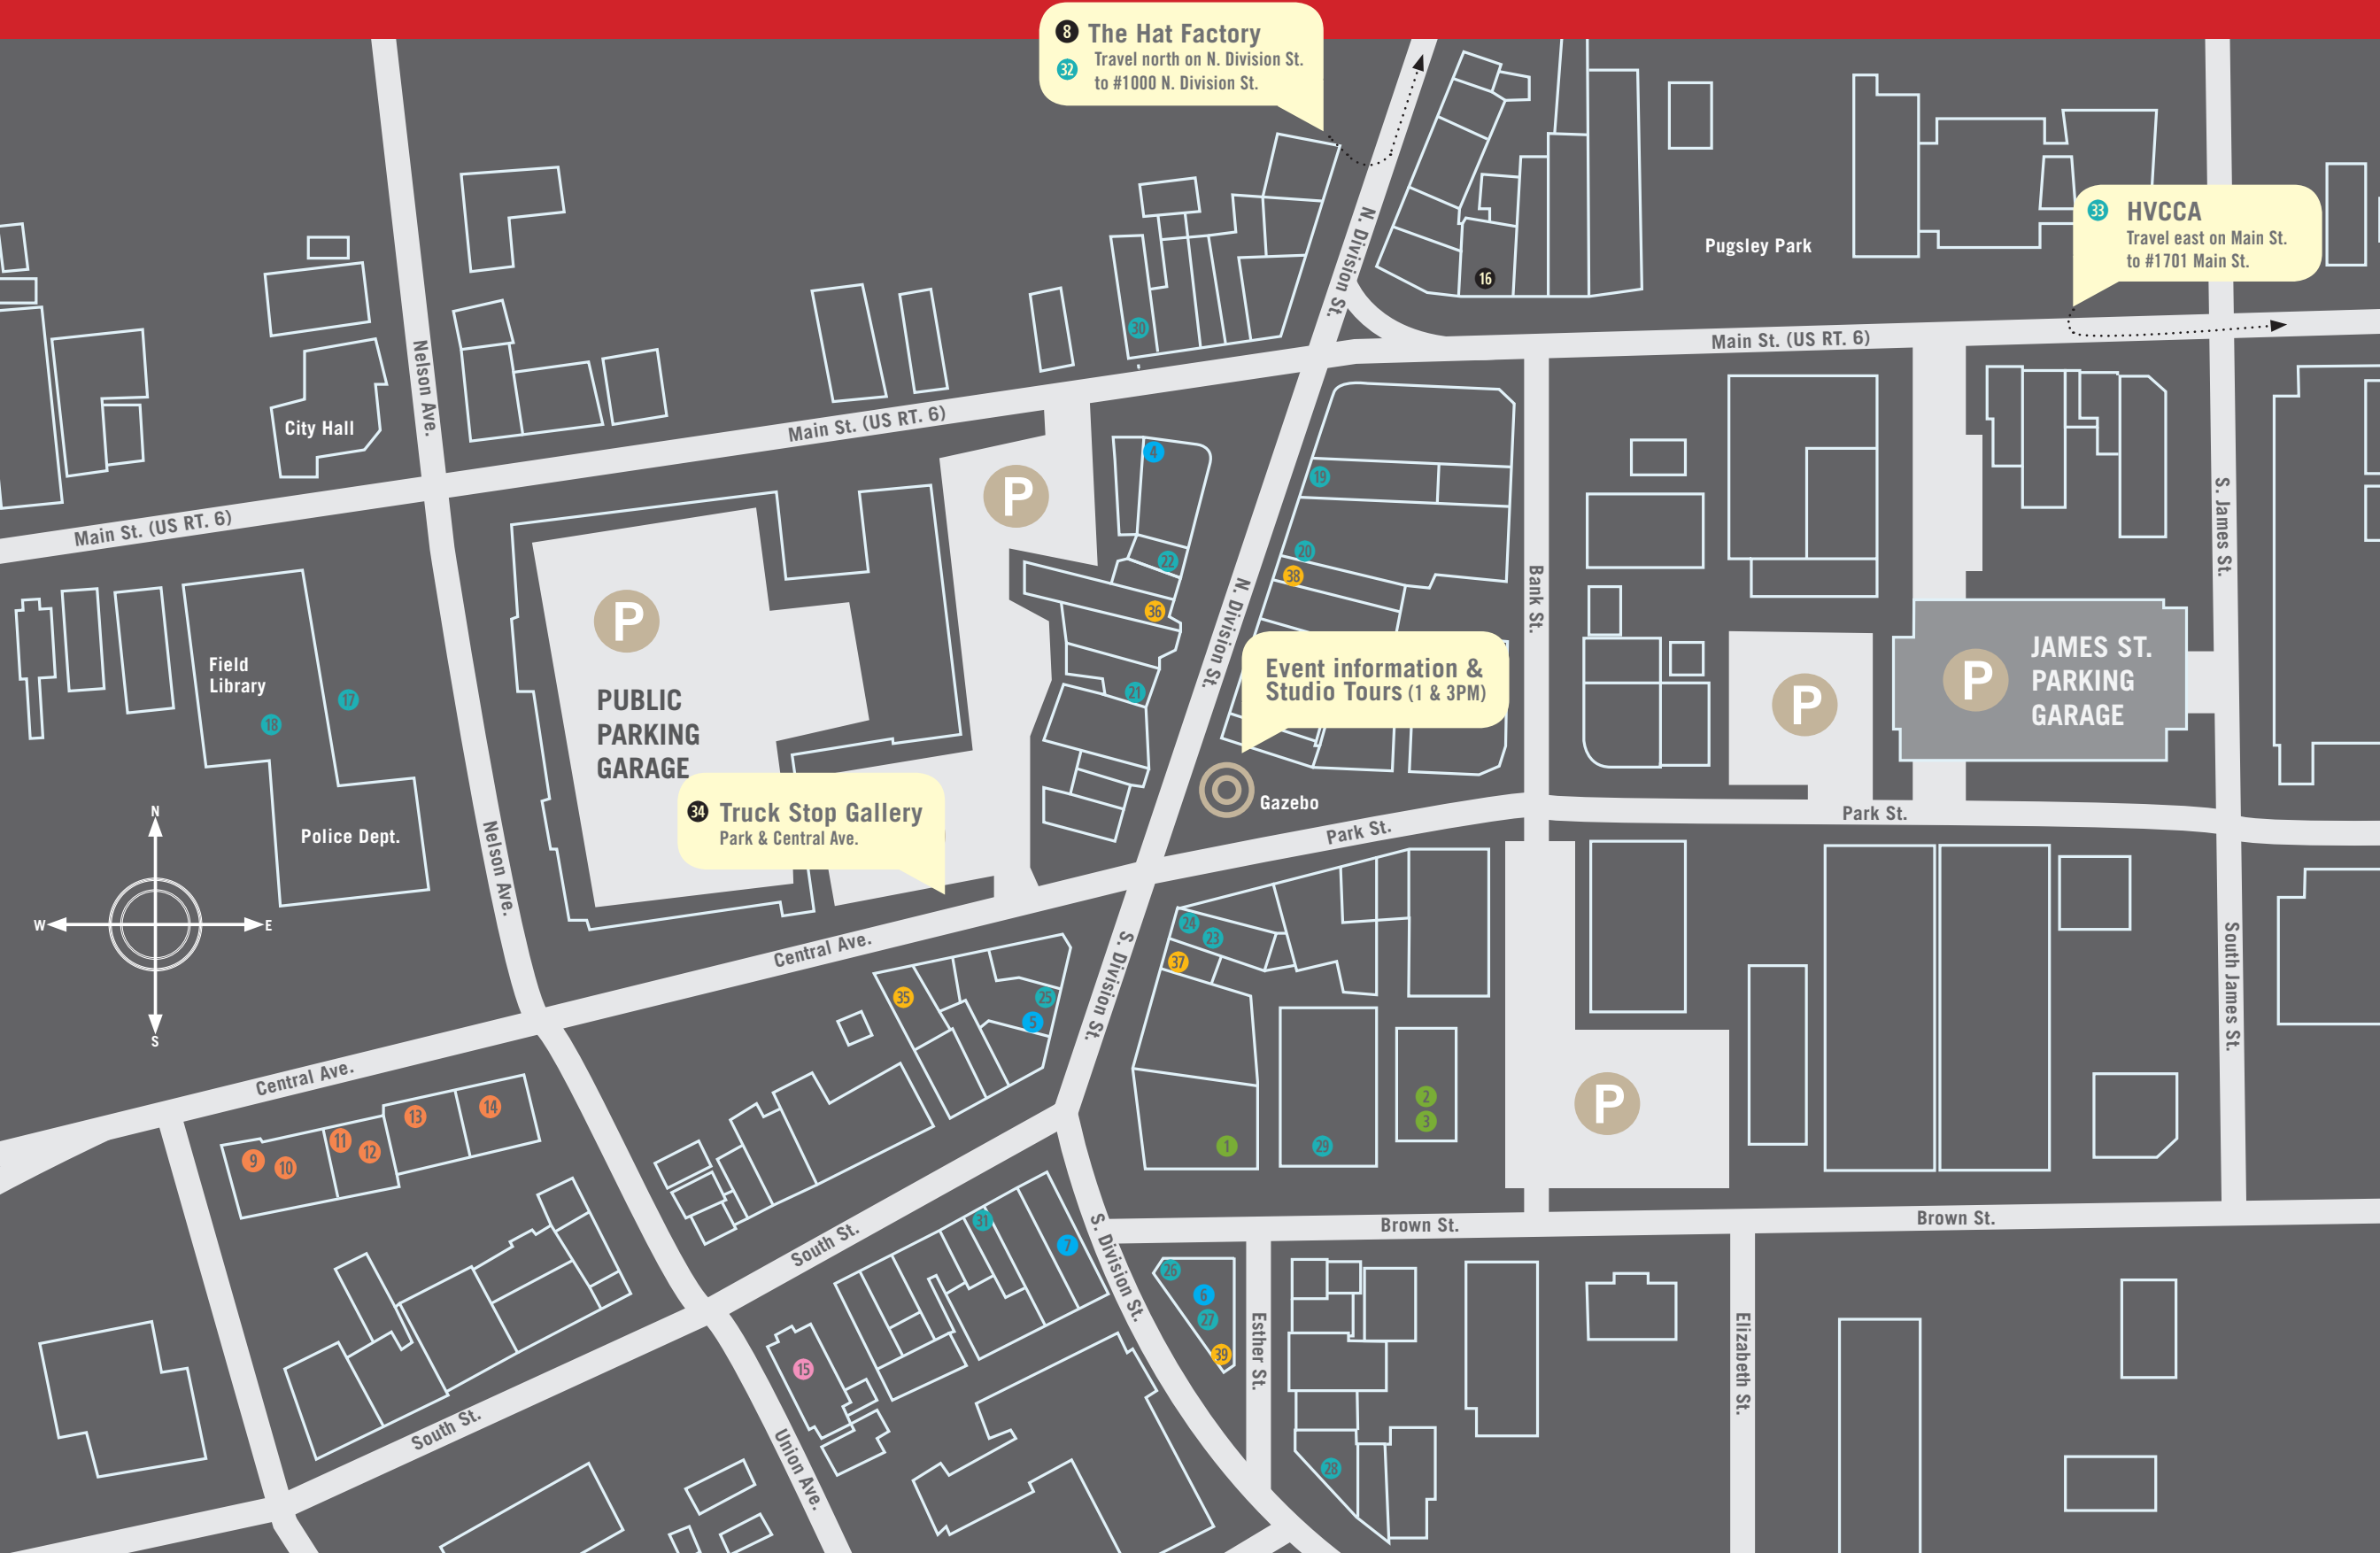 8 The Hat Factory
32 Travel north on N. Division St.
to #1000 N. Division St.
33 HVCCA
Travel east on Main St.
to #1701 Main St.
N. Division St.
Pugsley Park
16
30
Main St. (US RT. 6)
Nelson Ave.
City Hall
Main St. (US RT. 6)
Main St. (US RT. 6)
4
19
P
S. James St.
20
22
38
36
Bank St.
N. Division St.
P
Field
Library
17
18
PUBLIC
PARKING
GARAGE
21
Event information &
Studio Tours (1 & 3PM)
P
P
JAMES ST.
PARKING
GARAGE
Gazebo
Park St.
Park St.
34 Truck Stop Gallery
Park & Central Ave.
Police Dept.
Nelson Ave.
N
W
E
S
Central Ave.
S. Division St.
24
23
37
35
25
5
South James St.
Central Ave.
P
2
3
1
29
9
10
11
12
13
14
31
7
South St.
S. Division St.
Brown St.
Brown St.
26
6
27
39
Esther St.
Elizabeth St.
15
South St.
Union Ave.
28